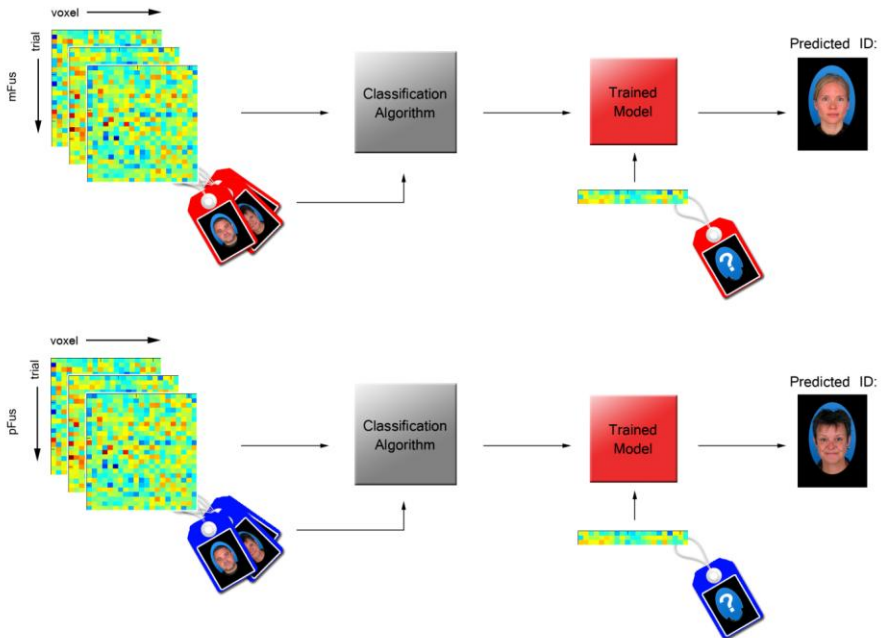 voxel
trial
mFus
Classification
Algorithm
Trained
Model
Predicted ID:
?
voxel
trial
pFus
Classification
Algorithm
Trained
Model
Predicted ID:
?